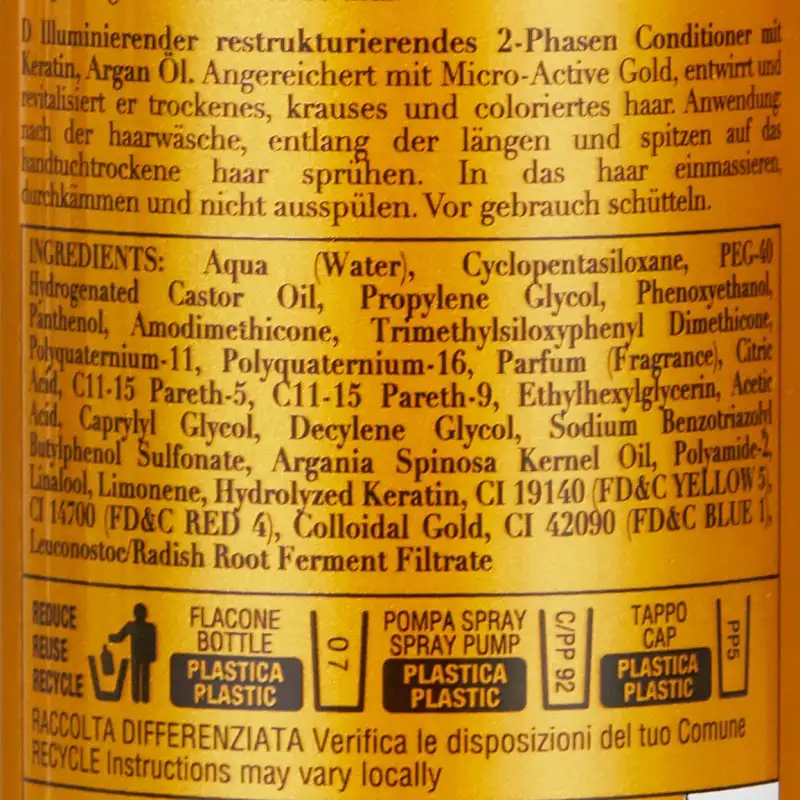 D Illuminierender restrukturierendes 2-Phasen Conditioner mit
Keratin, Argan Öl. Angereichert mit Micro-Active Gold, entwirrt und
revitalisiert er trockenes, krauses und coloriertes haar. Anwendung:
nach der haarwäsche, entlang der längen und spitzen auf das
handtuchtrockene haar sprühen. In das haar einmassieren,
durchkämmen und nicht ausspülen. Vor gebrauch schütteln.
INGREDIENTS: Aqua (Water), Cyclopentasiloxane, PEG-40
Hydrogenated Castor Oil, Propylene Glycol, Phenoxyethanol,
Panthenol, Amodimethicone, Trimethylsiloxyphenyl Dimethicone,
Polyquaternium-11, Polyquaternium-16, Parfum (Fragrance), Citric
Acid, C11-15 Pareth-5, C11-15 Pareth-9, Ethylhexylglycerin, Acetic
Acid, Caprylyl Glycol, Decylene Glycol, Sodium Benzotriazolyl
Butylphenol Sulfonate, Argania Spinosa Kernel Oil, Polyamide-2,
Linalool, Limonene, Hydrolyzed Keratin, CI 19140 (FD&C YELLOW 5),
CI 14700 (FD&C RED 4), Colloidal Gold, CI 42090 (FD&C BLUE 1),
Leuconostoc/Radish Root Ferment Filtrate
REDUCE
REUSE
RECYCLE
FLACONE
BOTTLE
PLASTICA
PLASTIC
07
POMPA SPRAY
SPRAY PUMP
PLASTICA
PLASTIC
C/PP 92
TAPPO
CAP
PLASTICA
PLASTIC
PP5
RACCOLTA DIFFERENZIATA Verifica le disposizioni del tuo Comune
RECYCLE Instructions may vary locally